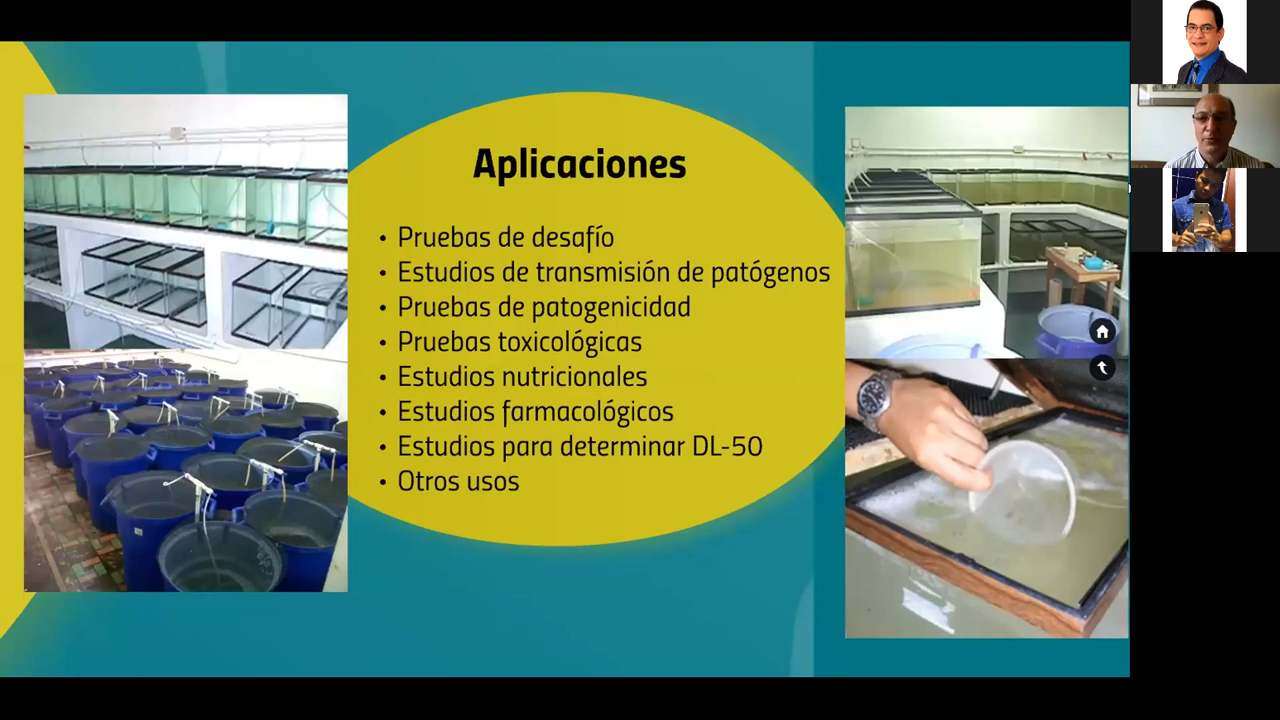 Aplicaciones
• Pruebas de desafío
• Estudios de transmisión de patógenos
• Pruebas de patogenicidad
• Pruebas toxicológicas
• Estudios nutricionales
• Estudios farmacológicos
• Estudios para determinar DL-50
• Otros usos